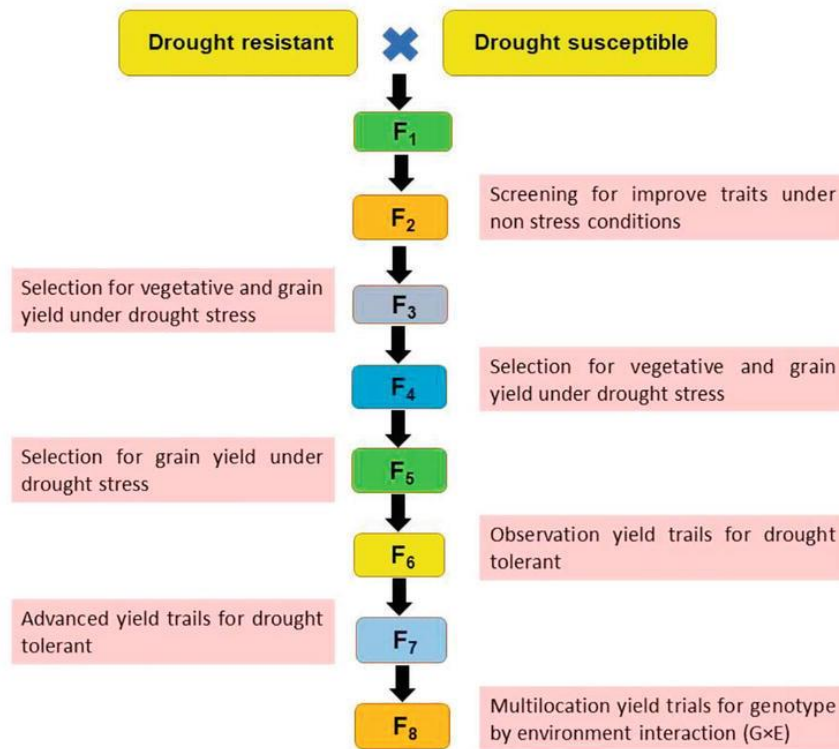 Drought resistant
Drought susceptible
F₁
F₂
Screening for improve traits under
non stress conditions
Selection for vegetative and grain
yield under drought stress
F₃
F₄
Selection for vegetative and grain
yield under drought stress
Selection for grain yield under
drought stress
F₅
F₆
Observation yield trails for drought
tolerant
Advanced yield trails for drought
tolerant
F₇
F₈
Multilocation yield trials for genotype
by environment interaction (G×E)